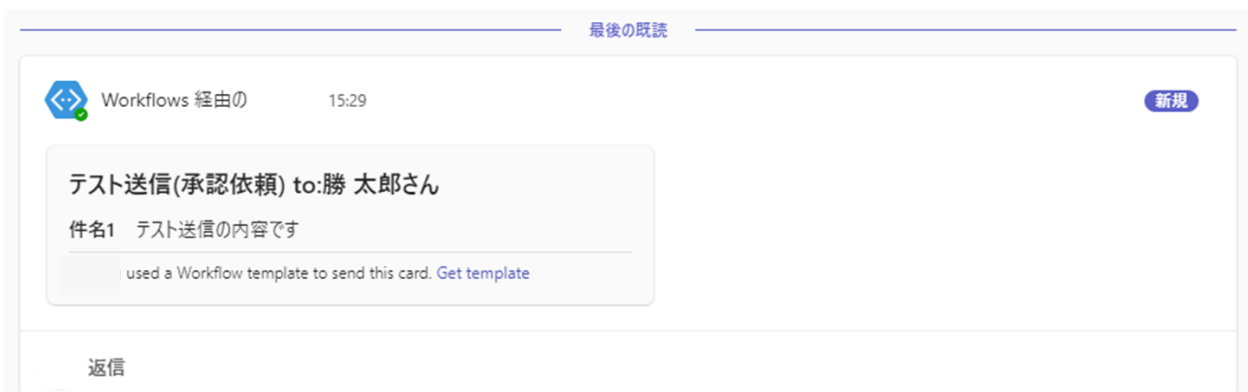 最後の既読
Workflows 経由の 15:29 新規
テスト送信(承認依頼) to:勝 太郎さん
件名1 テスト送信の内容です
used a Workflow template to send this card. Get template
返信